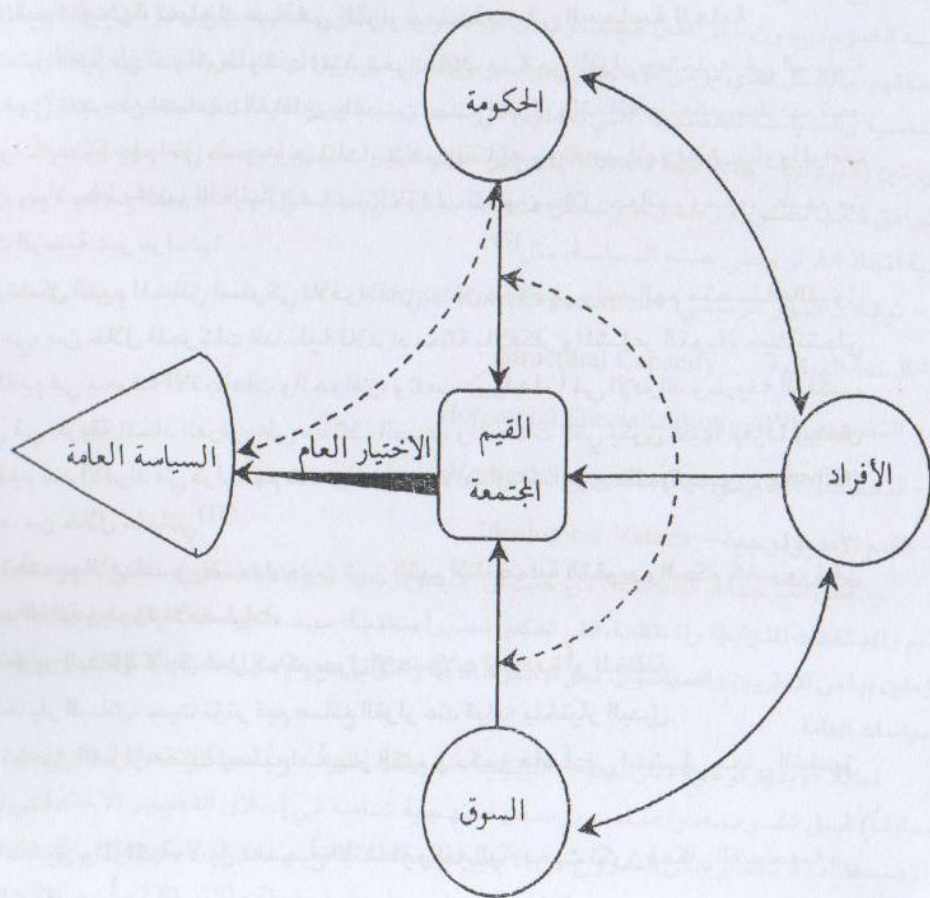 الحكومة
الأفراد
القيم
المجتمعة
الاختيار العام
السياسة العامة
السوق